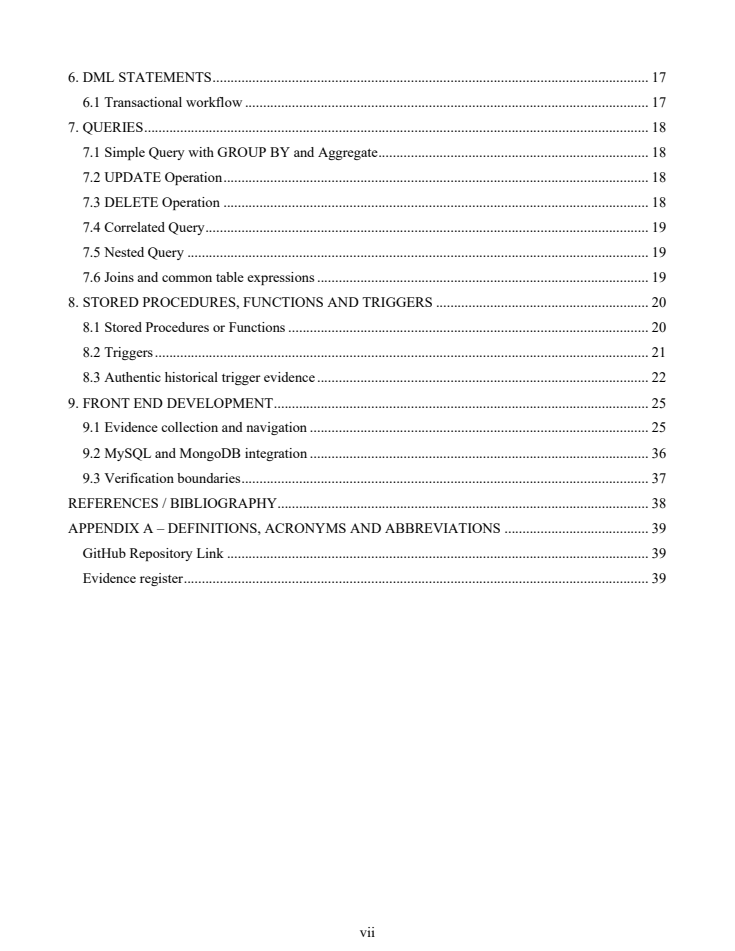 6. DML STATEMENTS 17
6.1 Transactional workflow 17
7. QUERIES 18
7.1 Simple Query with GROUP BY and Aggregate 18
7.2 UPDATE Operation 18
7.3 DELETE Operation 18
7.4 Correlated Query 19
7.5 Nested Query 19
7.6 Joins and common table expressions 19
8. STORED PROCEDURES, FUNCTIONS AND TRIGGERS 20
8.1 Stored Procedures or Functions 20
8.2 Triggers 21
8.3 Authentic historical trigger evidence 22
9. FRONT END DEVELOPMENT 25
9.1 Evidence collection and navigation 25
9.2 MySQL and MongoDB integration 36
9.3 Verification boundaries 37
REFERENCES / BIBLIOGRAPHY 38
APPENDIX A – DEFINITIONS, ACRONYMS AND ABBREVIATIONS 39
GitHub Repository Link 39
Evidence register 39
vii